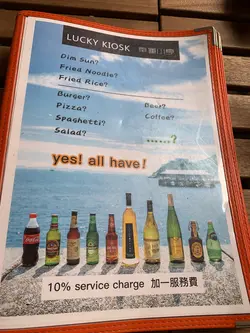 LUCKY KIOSK
Dim Sun?
Fried Noodle?
Fried Rice?
Burger?
Beer?
Pizza?
Coffee?
Spaghetti?
Salad?
......?
yes! all have!
10% service charge 加一服務費